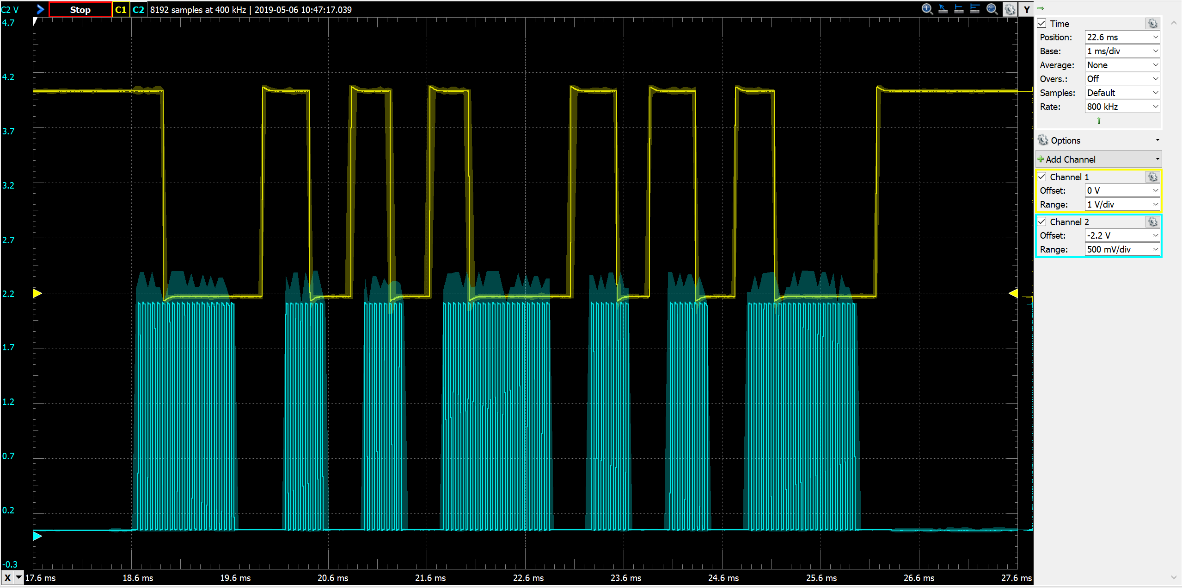 C2 V Stop C1 C2 8192 samples at 400 kHz | 2019-05-06 10:47:17.039 Y
4.7
4.2
3.7
3.2
2.7
2.2
1.7
1.2
0.7
0.2
-0.3
X 17.6 ms 18.6 ms 19.6 ms 20.6 ms 21.6 ms 22.6 ms 23.6 ms 24.6 ms 25.6 ms 26.6 ms 27.6 ms
Time
Position: 22.6 ms
Base: 1 ms/div
Average: None
Overs.: Off
Samples: Default
Rate: 800 kHz
Options
Add Channel
Channel 1
Offset: 0 V
Range: 1 V/div
Channel 2
Offset: -2.2 V
Range: 500 mV/div